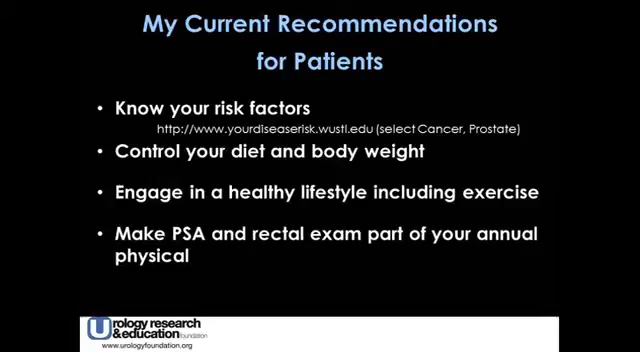 My Current Recommendations
for Patients
• Know your risk factors
http://www.yourdiseaserisk.wustl.edu (select Cancer, Prostate)
• Control your diet and body weight
• Engage in a healthy lifestyle including exercise
• Make PSA and rectal exam part of your annual
physical
Urology research
&education foundation
www.urologyfoundation.org